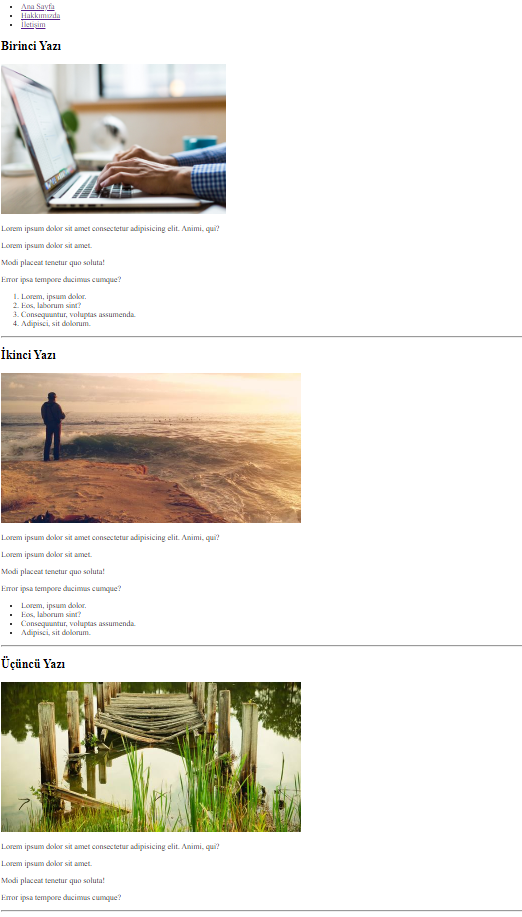 Ana Sayfa
Hakkımızda
İletişim
Birinci Yazı
Lorem ipsum dolor sit amet consectetur adipisicing elit. Animi, qui?
Lorem ipsum dolor sit amet.
Modi placeat tenetur quo soluta!
Error ipsa tempore ducimus cumque?
1. Lorem, ipsum dolor.
2. Eos, laborum sint?
3. Consequuntur, voluptas assumenda.
4. Adipisci, sit dolorum.
İkinci Yazı
Lorem ipsum dolor sit amet consectetur adipisicing elit. Animi, qui?
Lorem ipsum dolor sit amet.
Modi placeat tenetur quo soluta!
Error ipsa tempore ducimus cumque?
Lorem, ipsum dolor.
Eos, laborum sint?
Consequuntur, voluptas assumenda.
Adipisci, sit dolorum.
Üçüncü Yazı
Lorem ipsum dolor sit amet consectetur adipisicing elit. Animi, qui?
Lorem ipsum dolor sit amet.
Modi placeat tenetur quo soluta!
Error ipsa tempore ducimus cumque?